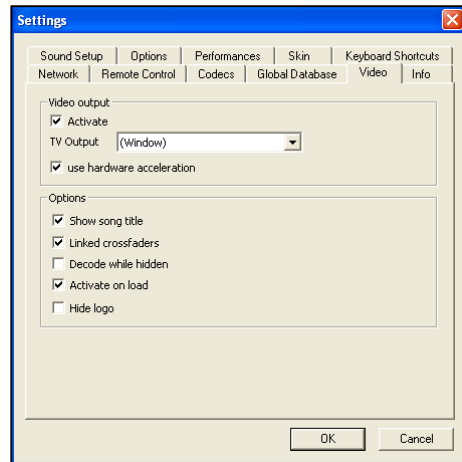 Settings
Sound Setup Options Performances Skin Keyboard Shortcuts
Network Remote Control Codecs Global Database Video Info
Video output
Activate
TV Output (Window)
use hardware acceleration
Options
Show song title
Linked crossfaders
Decode while hidden
Activate on load
Hide logo
OK Cancel